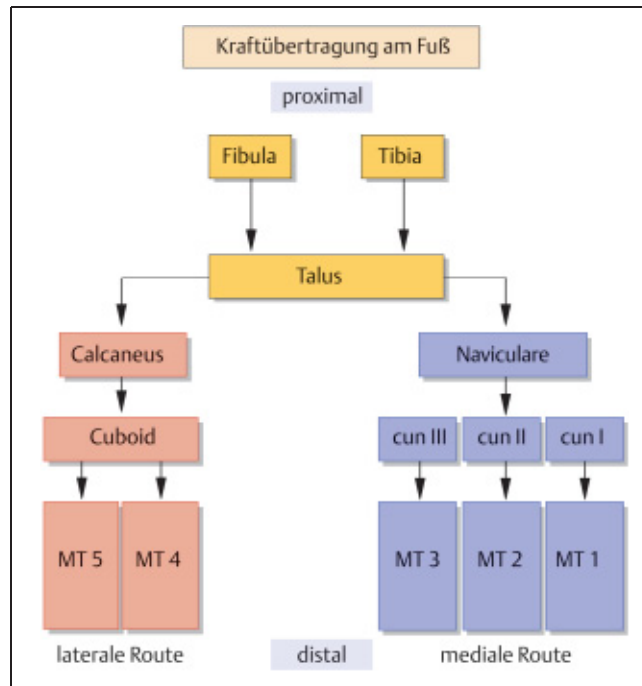 Kraftübertragung am Fuß
proximal
Fibula
Tibia
Talus
Calcaneus
Naviculare
Cuboid
cun III
cun II
cun I
MT 5
MT 4
MT 3
MT 2
MT 1
laterale Route
distal
mediale Route